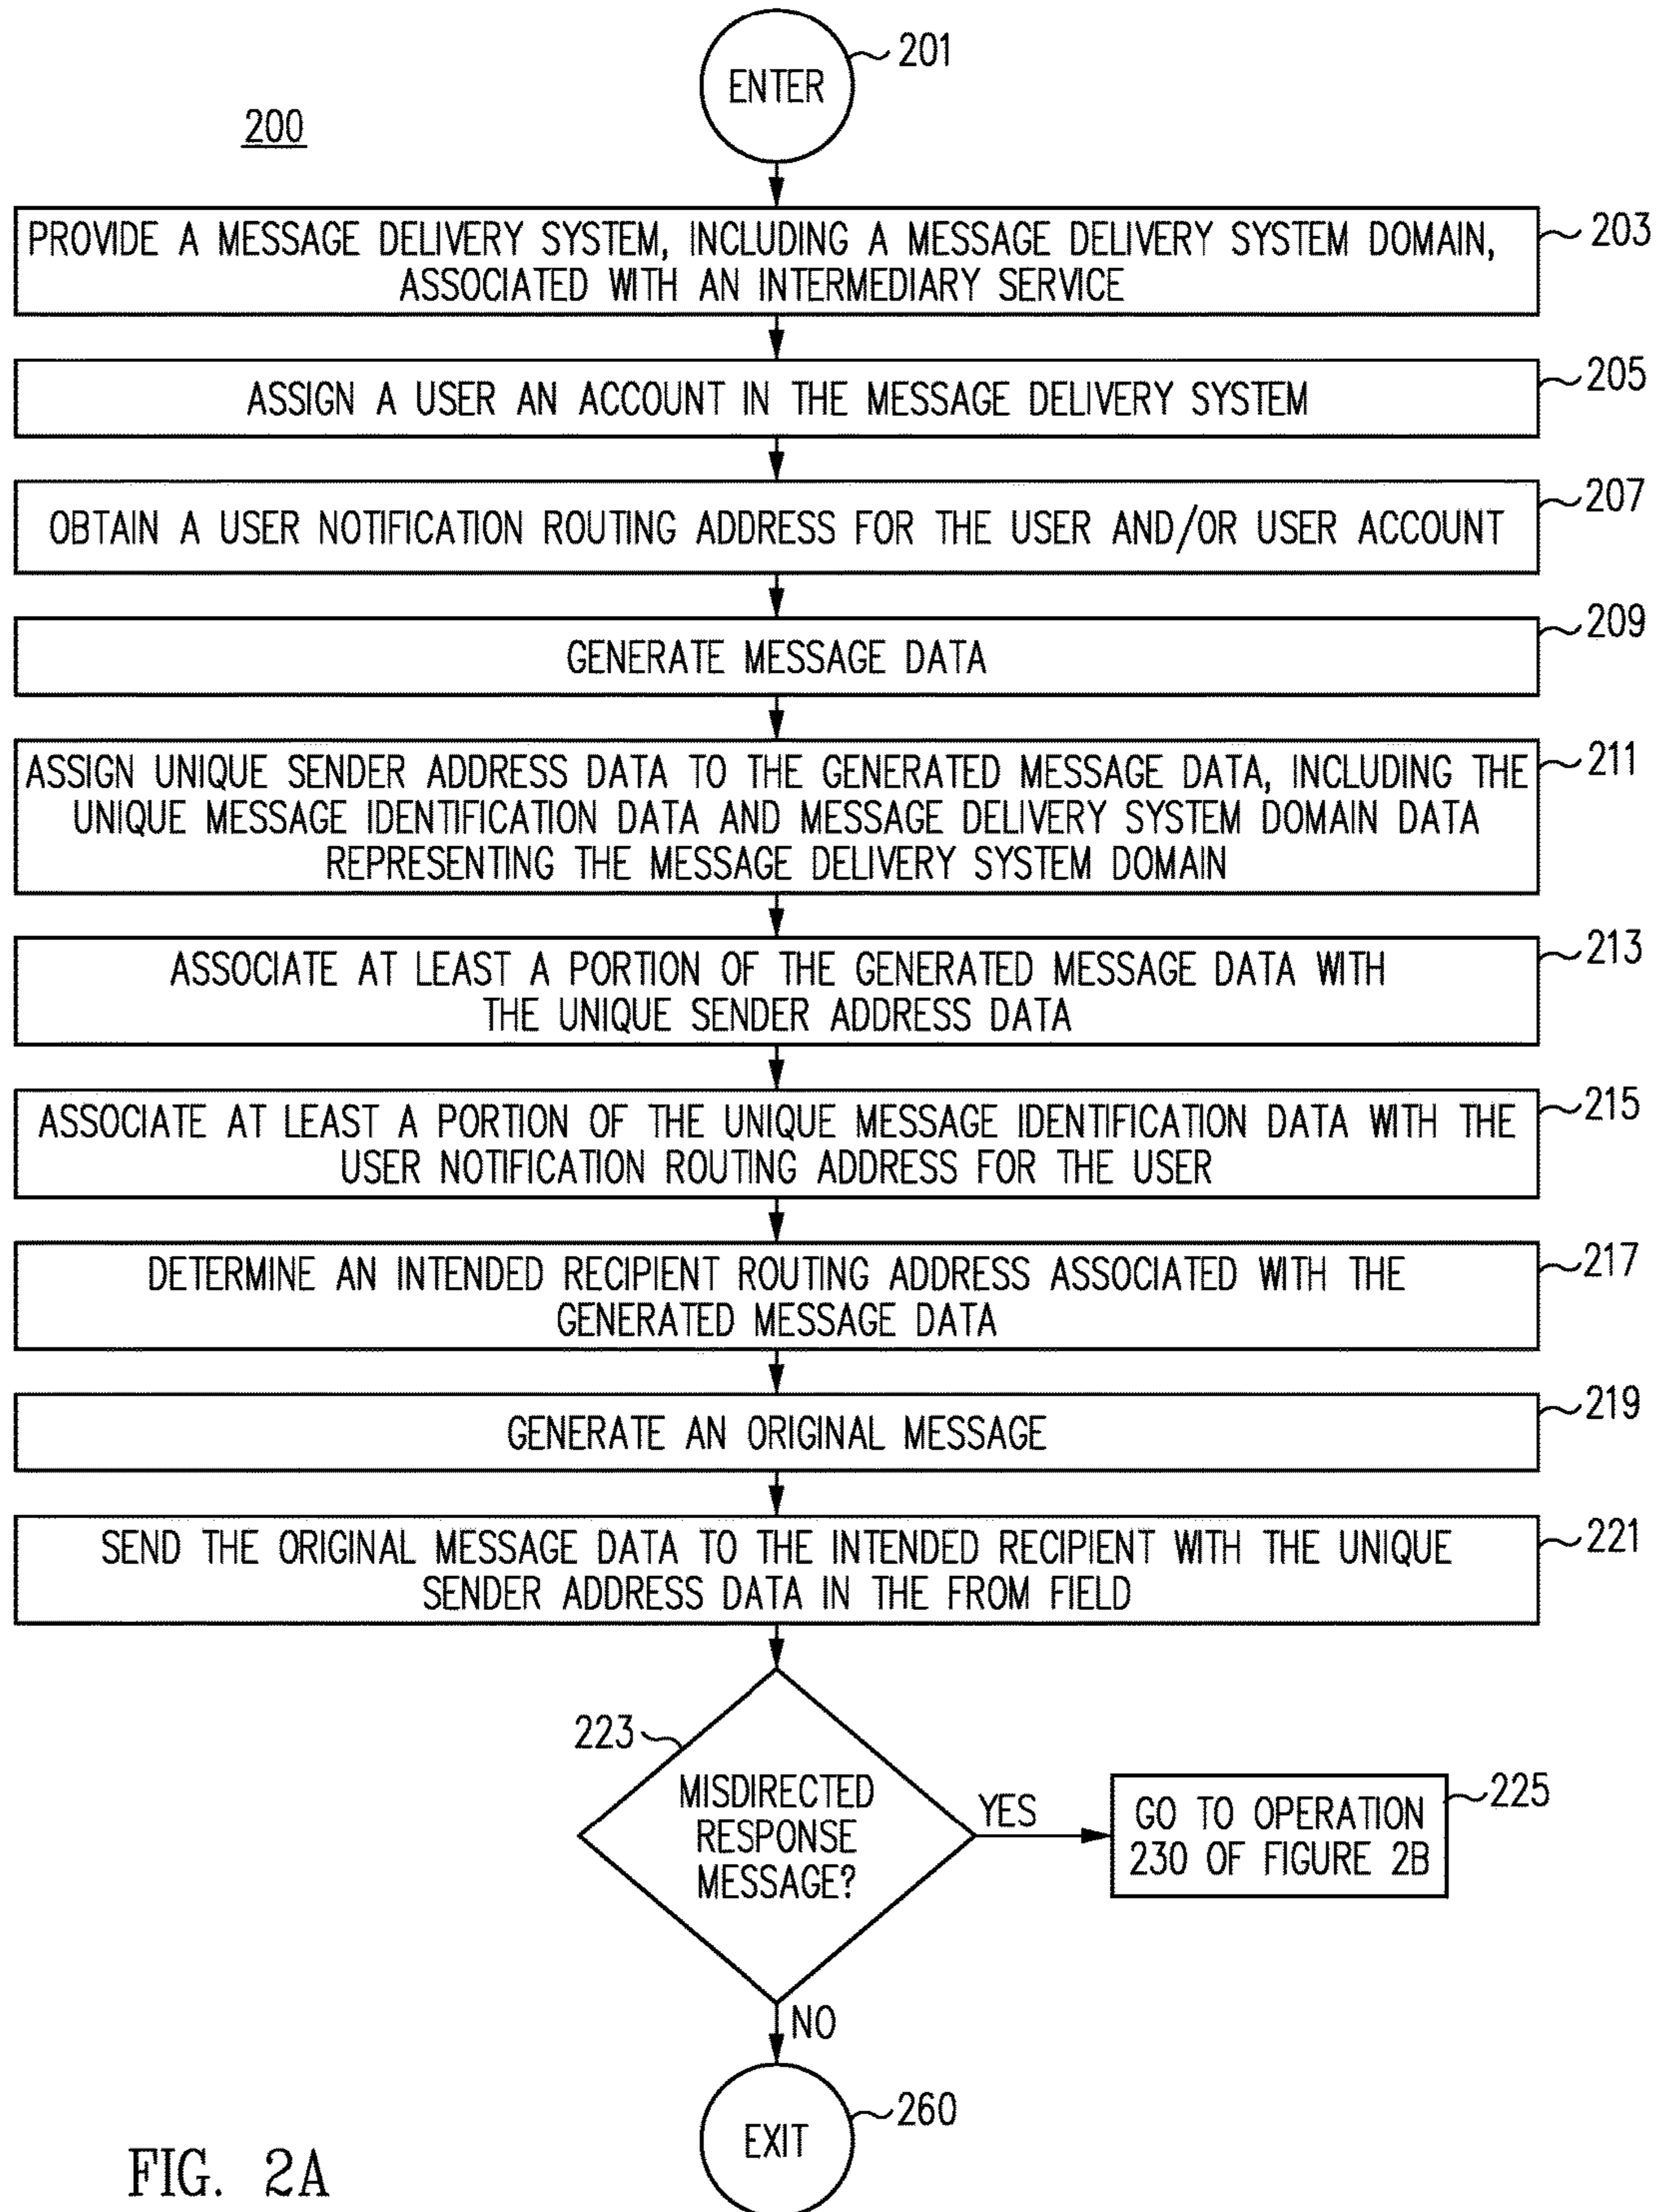 201
ENTER
200
PROVIDE A MESSAGE DELIVERY SYSTEM, INCLUDING A MESSAGE DELIVERY SYSTEM DOMAIN,
ASSOCIATED WITH AN INTERMEDIARY SERVICE
203
ASSIGN A USER AN ACCOUNT IN THE MESSAGE DELIVERY SYSTEM
205
OBTAIN A USER NOTIFICATION ROUTING ADDRESS FOR THE USER AND/OR USER ACCOUNT
207
GENERATE MESSAGE DATA
209
ASSIGN UNIQUE SENDER ADDRESS DATA TO THE GENERATED MESSAGE DATA, INCLUDING THE
UNIQUE MESSAGE IDENTIFICATION DATA AND MESSAGE DELIVERY SYSTEM DOMAIN DATA
REPRESENTING THE MESSAGE DELIVERY SYSTEM DOMAIN
211
ASSOCIATE AT LEAST A PORTION OF THE GENERATED MESSAGE DATA WITH
THE UNIQUE SENDER ADDRESS DATA
213
ASSOCIATE AT LEAST A PORTION OF THE UNIQUE MESSAGE IDENTIFICATION DATA WITH THE
USER NOTIFICATION ROUTING ADDRESS FOR THE USER
215
DETERMINE AN INTENDED RECIPIENT ROUTING ADDRESS ASSOCIATED WITH THE
GENERATED MESSAGE DATA
217
GENERATE AN ORIGINAL MESSAGE
219
SEND THE ORIGINAL MESSAGE DATA TO THE INTENDED RECIPIENT WITH THE UNIQUE
SENDER ADDRESS DATA IN THE FROM FIELD
221
223
MISDIRECTED
RESPONSE
MESSAGE?
YES
GO TO OPERATION
230 OF FIGURE 2B
225
NO
EXIT
260
FIG. 2A